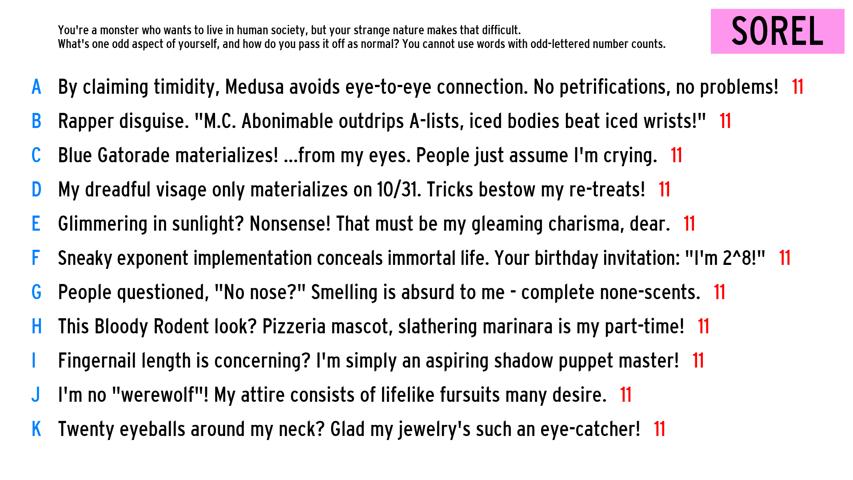 You're a monster who wants to live in human society, but your strange nature makes that difficult.
What's one odd aspect of yourself, and how do you pass it off as normal? You cannot use words with odd-lettered number counts.
SOREL
A By claiming timidity, Medusa avoids eye-to-eye connection. No petrifications, no problems! 11
B Rapper disguise. "M.C. Abonimable outdrips A-lists, iced bodies beat iced wrists!" 11
C Blue Gatorade materializes! ...from my eyes. People just assume I'm crying. 11
D My dreadful visage only materializes on 10/31. Tricks bestow my re-treats! 11
E Glimmering in sunlight? Nonsense! That must be my gleaming charisma, dear. 11
F Sneaky exponent implementation conceals immortal life. Your birthday invitation: "I'm 2^8!" 11
G People questioned, "No nose?" Smelling is absurd to me - complete none-scents. 11
H This Bloody Rodent look? Pizzeria mascot, slathering marinara is my part-time! 11
I Fingernail length is concerning? I'm simply an aspiring shadow puppet master! 11
J I'm no "werewolf"! My attire consists of lifelike fursuits many desire. 11
K Twenty eyeballs around my neck? Glad my jewelry's such an eye-catcher! 11